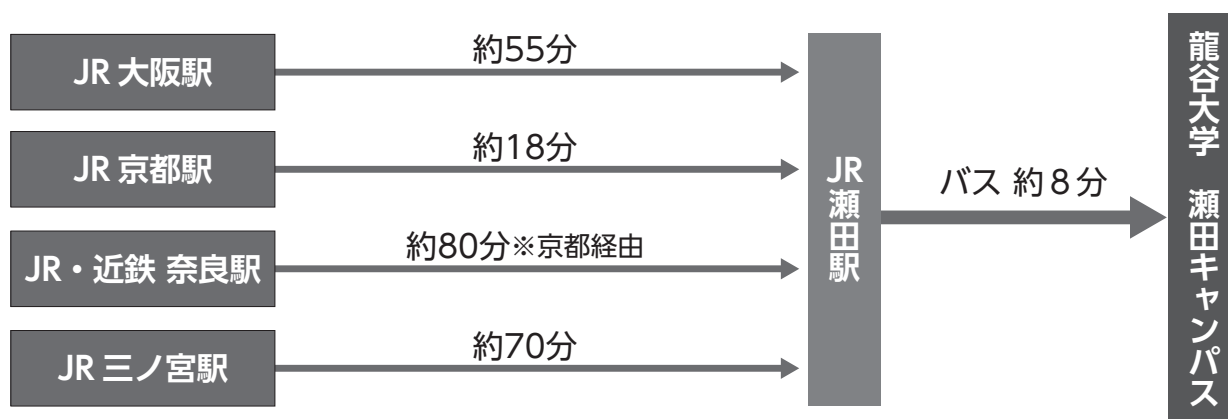 JR 大阪駅
約55分
JR 京都駅
約18分
JR・近鉄 奈良駅
約80分※京都経由
JR 三ノ宮駅
約70分
JR瀬田駅
バス 約8分
龍谷大学 瀬田キャンパス